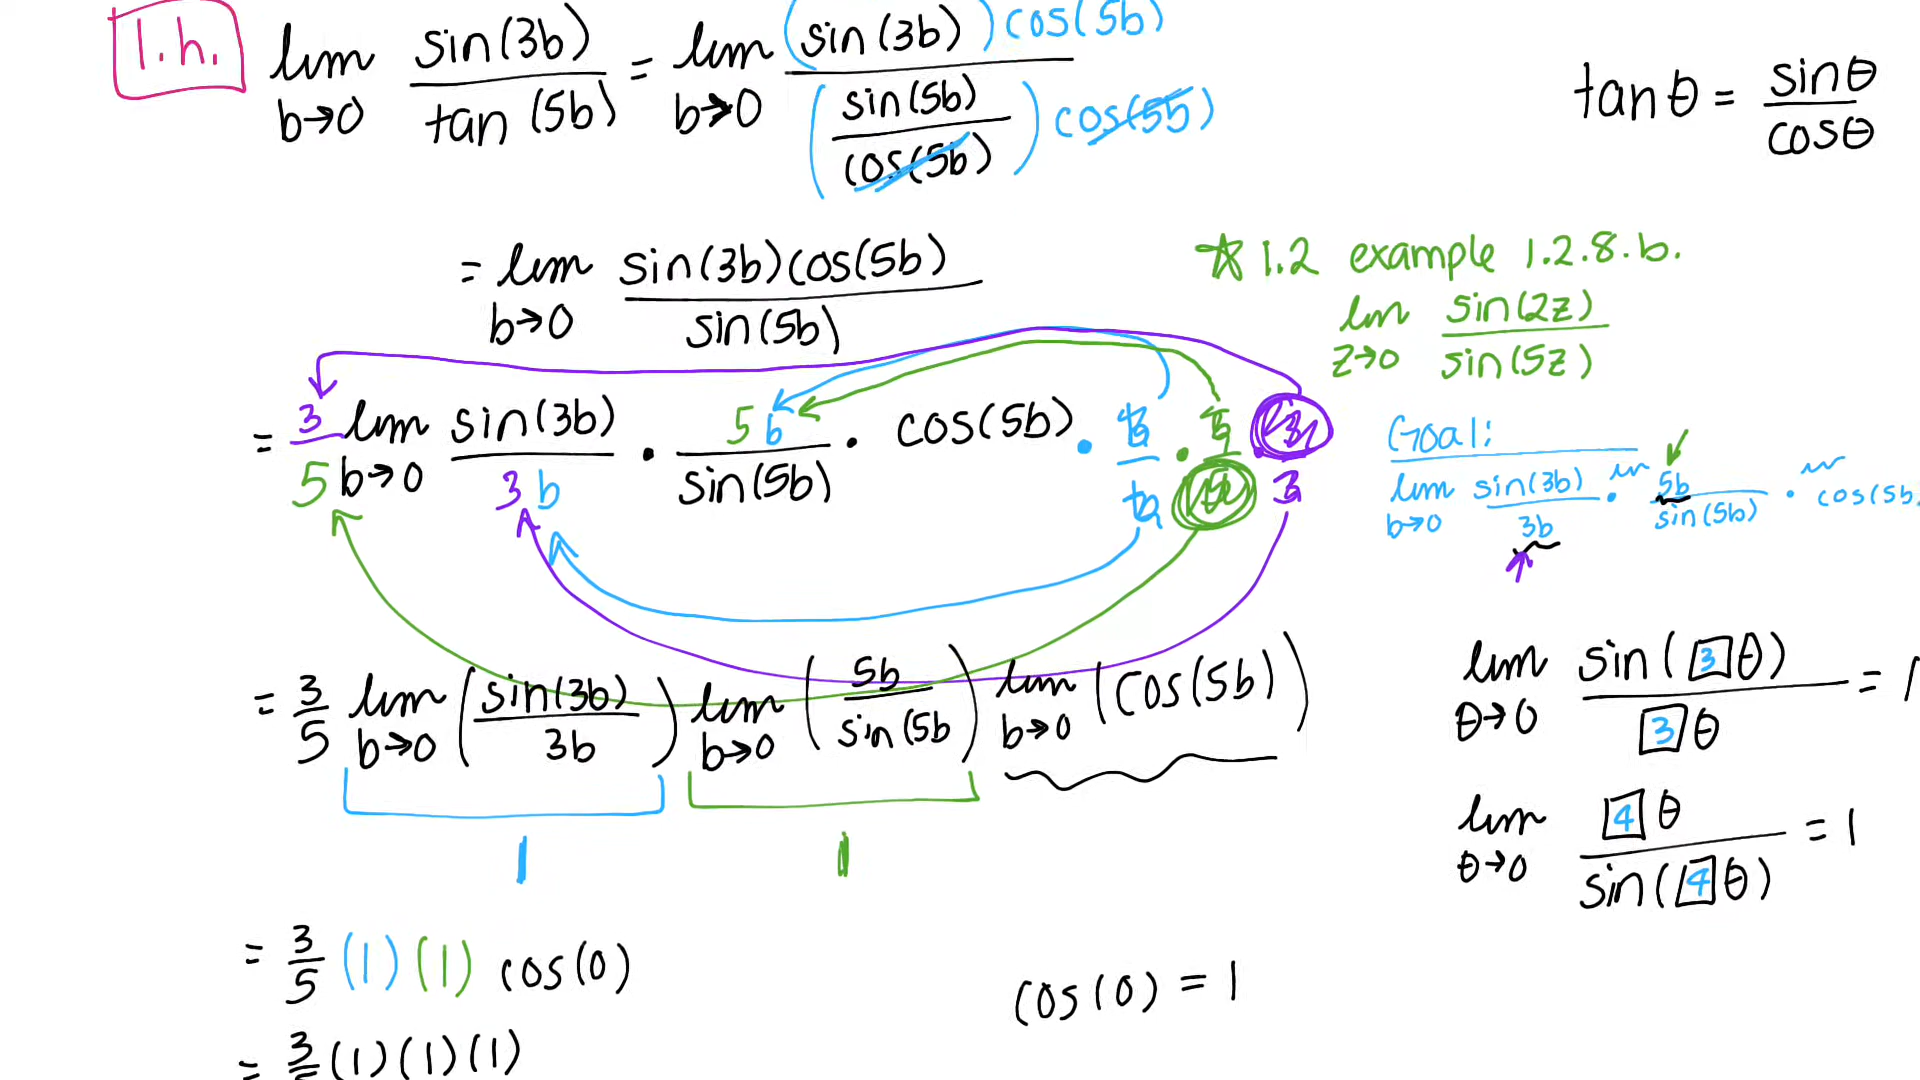 1.h. lim b→0 sin(3b)/tan(5b) = lim b→0 (sin(3b))cos(5b)/(sin(5b)/cos(5b))cos(5b)
tanθ = sinθ/cosθ
= lim b→0 sin(3b)cos(5b)/sin(5b)
☆ 1.2 example 1.2.8.b.
lim z→0 sin(2z)/sin(5z)
= 3/5 lim b→0 sin(3b)/3b · 5b/sin(5b) · cos(5b) · b/b · 5/5 · 3/3
Goal:
lim b→0 sin(3b)/3b · 5b/sin(5b) · cos(5b
= 3/5 lim b→0 (sin(3b)/3b) lim b→0 (5b/sin(5b) lim b→0 (cos(5b))
1 1
lim θ→0 sin(3θ)/3θ = 1
lim θ→0 4θ/sin(4θ) = 1
= 3/5 (1)(1) cos(0)
cos(0) = 1
= 3/5 (1)(1)(1)